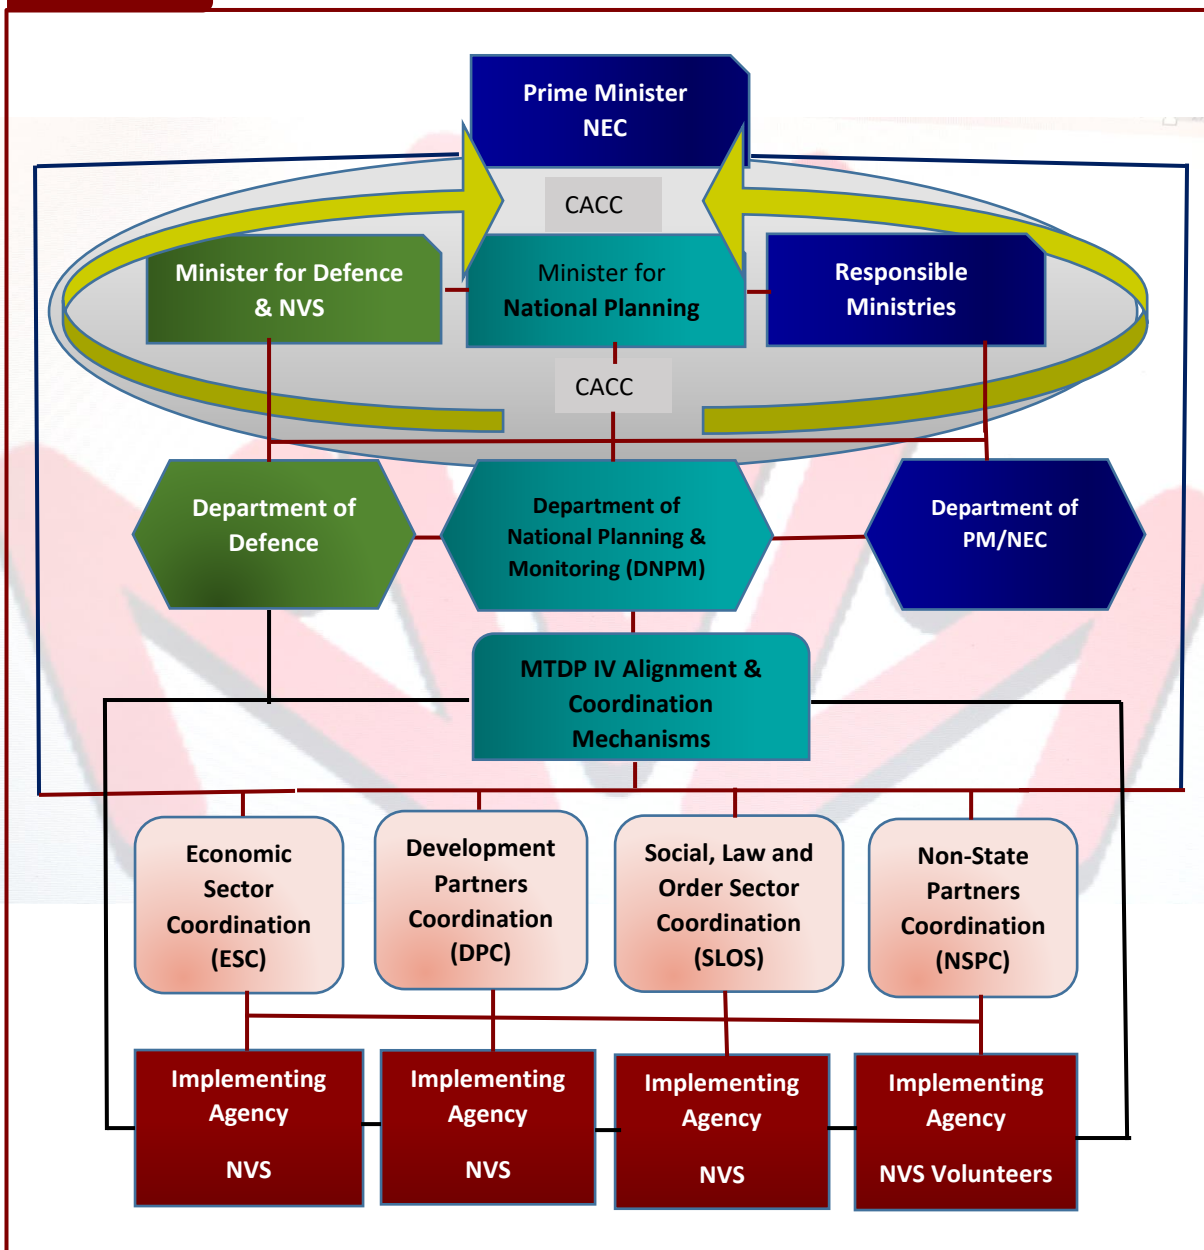 Prime Minister
NEC
CACC
Minister for Defence
& NVS
Minister for
National Planning
Responsible
Ministries
CACC
Department of
Defence
Department of
National Planning &
Monitoring (DNPM)
Department of
PM/NEC
MTDP IV Alignment &
Coordination
Mechanisms
Economic
Sector
Coordination
(ESC)
Development
Partners
Coordination
(DPC)
Social, Law and
Order Sector
Coordination
(SLOS)
Non-State
Partners
Coordination
(NSPC)
Implementing
Agency
NVS
Implementing
Agency
NVS
Implementing
Agency
NVS
Implementing
Agency
NVS Volunteers